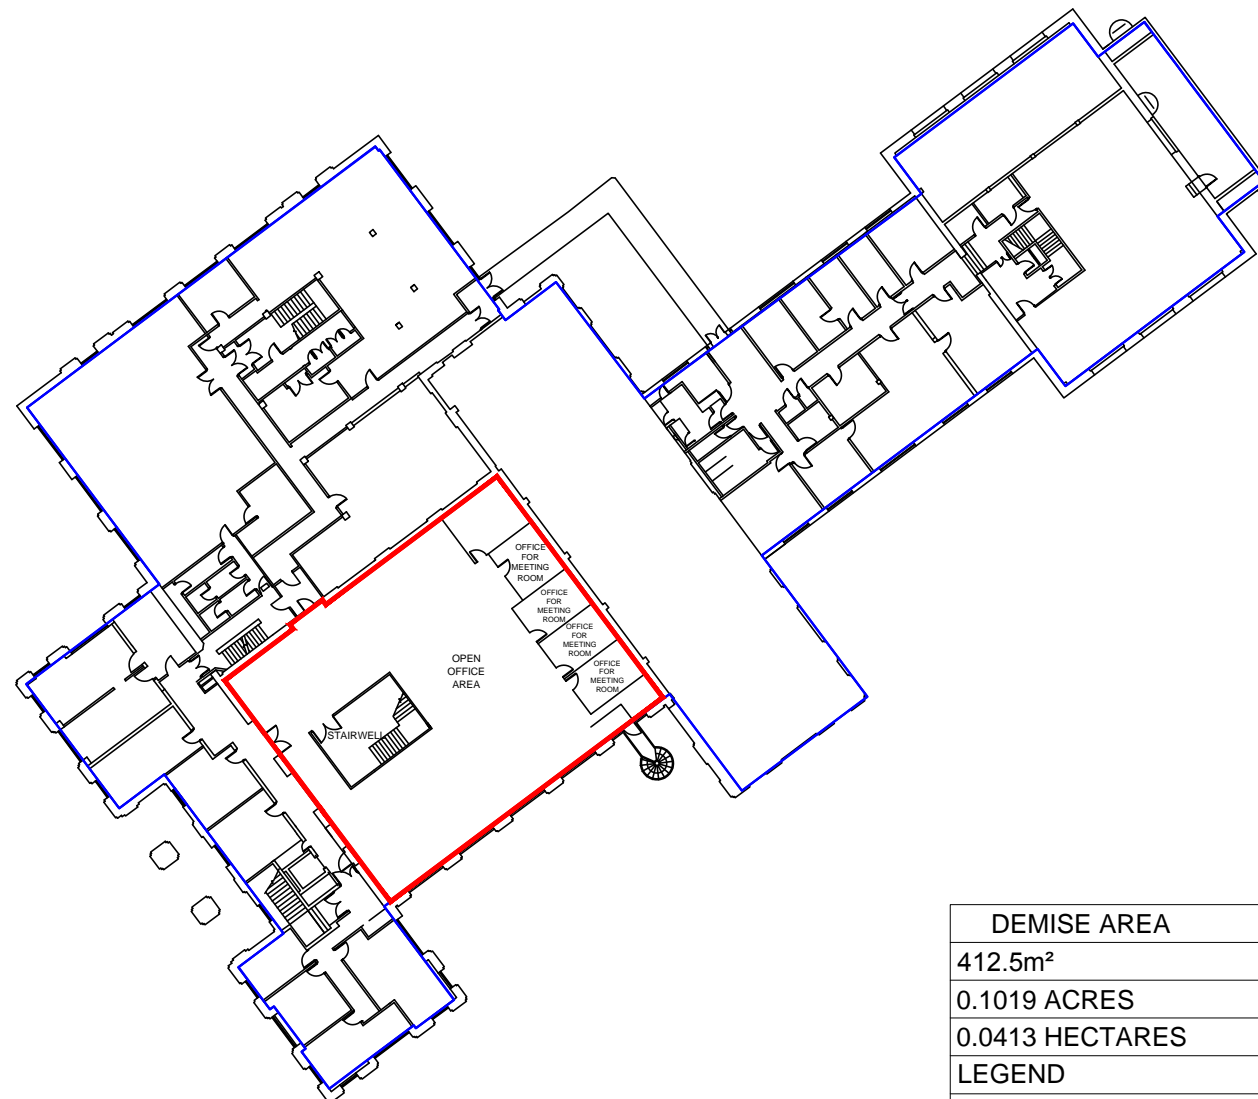 OFFICE
FOR
MEETING
ROOM
OFFICE
FOR
MEETING
ROOM
OFFICE
FOR
MEETING
ROOM
OFFICE
FOR
MEETING
ROOM
OPEN
OFFICE
AREA
STAIRWELL
DEMISE AREA
412.5m²
0.1019 ACRES
0.0413 HECTARES
LEGEND